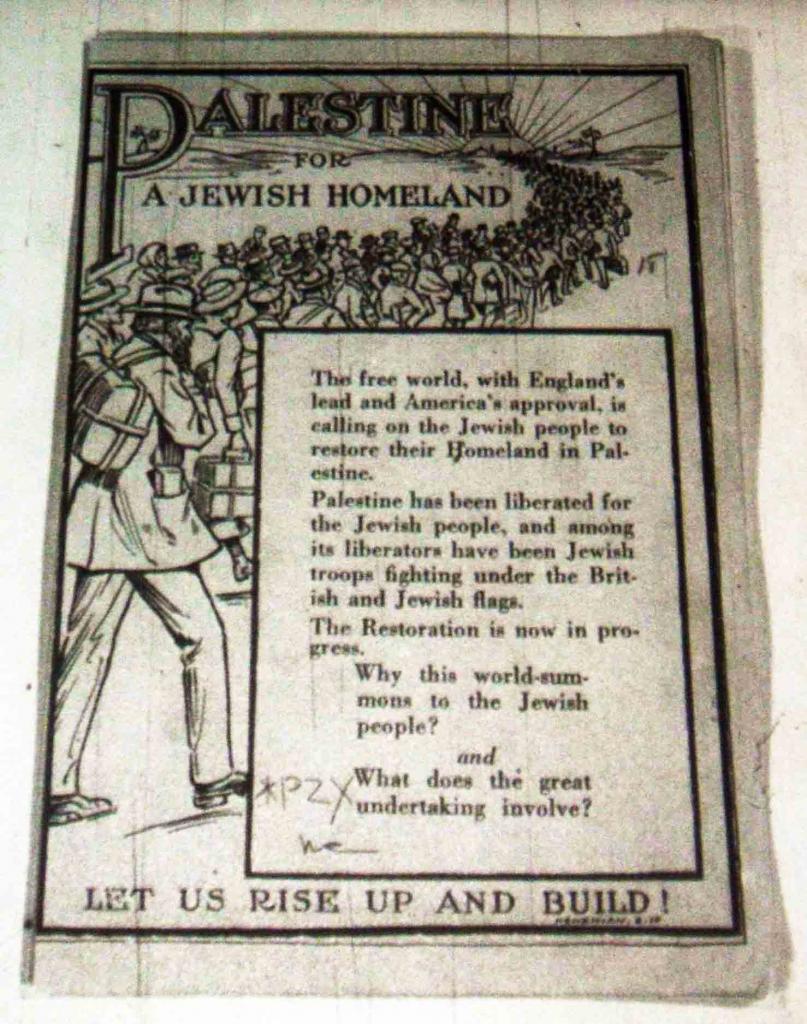 PALESTINE
FOR
A JEWISH HOMELAND
15
The free world, with England's
lead and America's approval, is
calling on the Jewish people to
restore their Homeland in Pal-
estine.
Palestine has been liberated for
the Jewish people, and among
its liberators have been Jewish
troops fighting under the Brit-
ish and Jewish flags.
The Restoration is now in pro-
gress.
Why this world-sum-
mons to the Jewish
people?
and
What does the great
undertaking involve?
*PZX
LET US RISE UP AND BUILD!
NEHEMIAH, 2-18